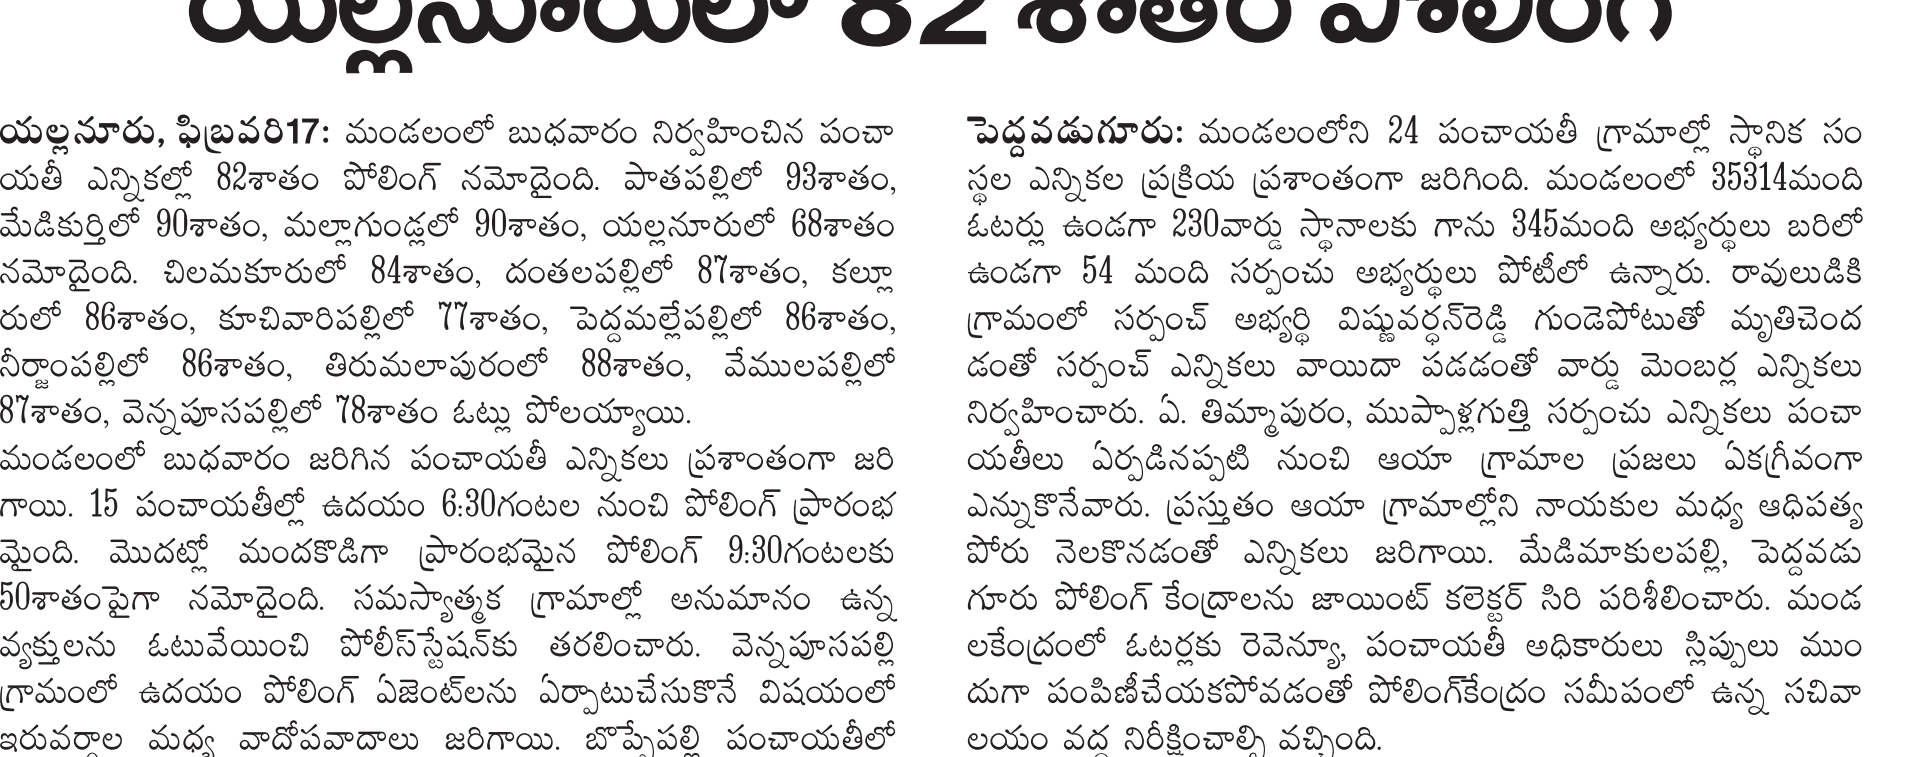 యల్లనూరులో 82 శాతం పోలింగ్
యల్లనూరు, ఫిబ్రవరి17: మండలంలో బుధవారం నిర్వహించిన పంచా
యతీ ఎన్నికల్లో 82శాతం పోలింగ్ నమోదైంది. పాతపల్లిలో 93శాతం,
మేడికుర్తిలో 90శాతం, మల్లాగుండ్లలో 90శాతం, యల్లనూరులో 68శాతం
నమోదైంది. చిలమకూరులో 84శాతం, దంతలపల్లిలో 87శాతం, కల్లూ
రులో 86శాతం, కూచివారిపల్లిలో 77శాతం, పెద్దమల్లేపల్లిలో 86శాతం,
నీర్జాంపల్లిలో 86శాతం, తిరుమలాపురంలో 88శాతం, వేములపల్లిలో
87శాతం, వెన్నపూసపల్లిలో 78శాతం ఓట్లు పోలయ్యాయి.
మండలంలో బుధవారం జరిగిన పంచాయతీ ఎన్నికలు ప్రశాంతంగా జరి
గాయి. 15 పంచాయతీల్లో ఉదయం 6:30గంటల నుంచి పోలింగ్ ప్రారంభ
మైంది. మొదట్లో మందకొడిగా ప్రారంభమైన పోలింగ్ 9:30గంటలకు
50శాతంపైగా నమోదైంది. సమస్యాత్మక గ్రామాల్లో అనుమానం ఉన్న
వ్యక్తులను ఓటువేయించి పోలీస్‌స్టేషన్‌కు తరలించారు. వెన్నపూసపల్లి
గ్రామంలో ఉదయం పోలింగ్ ఏజెంట్‌లను ఏర్పాటుచేసుకొనే విషయంలో
ఇరువర్గాల మధ్య వాదోపవాదాలు జరిగాయి. బొప్పేపల్లి పంచాయతీలో
పెద్దవడుగూరు: మండలంలోని 24 పంచాయతీ గ్రామాల్లో స్థానిక సం
స్థల ఎన్నికల ప్రక్రియ ప్రశాంతంగా జరిగింది. మండలంలో 35314మంది
ఓటర్లు ఉండగా 230వార్డు స్థానాలకు గాను 345మంది అభ్యర్థులు బరిలో
ఉండగా 54 మంది సర్పంచు అభ్యర్థులు పోటీలో ఉన్నారు. రావులుడికి
గ్రామంలో సర్పంచ్ అభ్యర్థి విష్ణువర్ధన్‌రెడ్డి గుండెపోటుతో మృతిచెంద
డంతో సర్పంచ్ ఎన్నికలు వాయిదా పడడంతో వార్డు మెంబర్ల ఎన్నికలు
నిర్వహించారు. ఏ. తిమ్మాపురం, ముప్పాళ్లగుత్తి సర్పంచు ఎన్నికలు పంచా
యతీలు ఏర్పడినప్పటి నుంచి ఆయా గ్రామాల ప్రజలు ఏకగ్రీవంగా
ఎన్నుకొనేవారు. ప్రస్తుతం ఆయా గ్రామాల్లోని నాయకుల మధ్య ఆధిపత్య
పోరు నెలకొనడంతో ఎన్నికలు జరిగాయి. మేడిమాకులపల్లి, పెద్దవడు
గూరు పోలింగ్ కేంద్రాలను జాయింట్ కలెక్టర్ సిరి పరిశీలించారు. మండ
లకేంద్రంలో ఓటర్లకు రెవెన్యూ, పంచాయతీ అధికారులు స్లిప్పులు ముం
దుగా పంపిణీచేయకపోవడంతో పోలింగ్‌కేంద్రం సమీపంలో ఉన్న సచివా
లయం వద్ద నిరీక్షించాల్సి వచ్చింది.